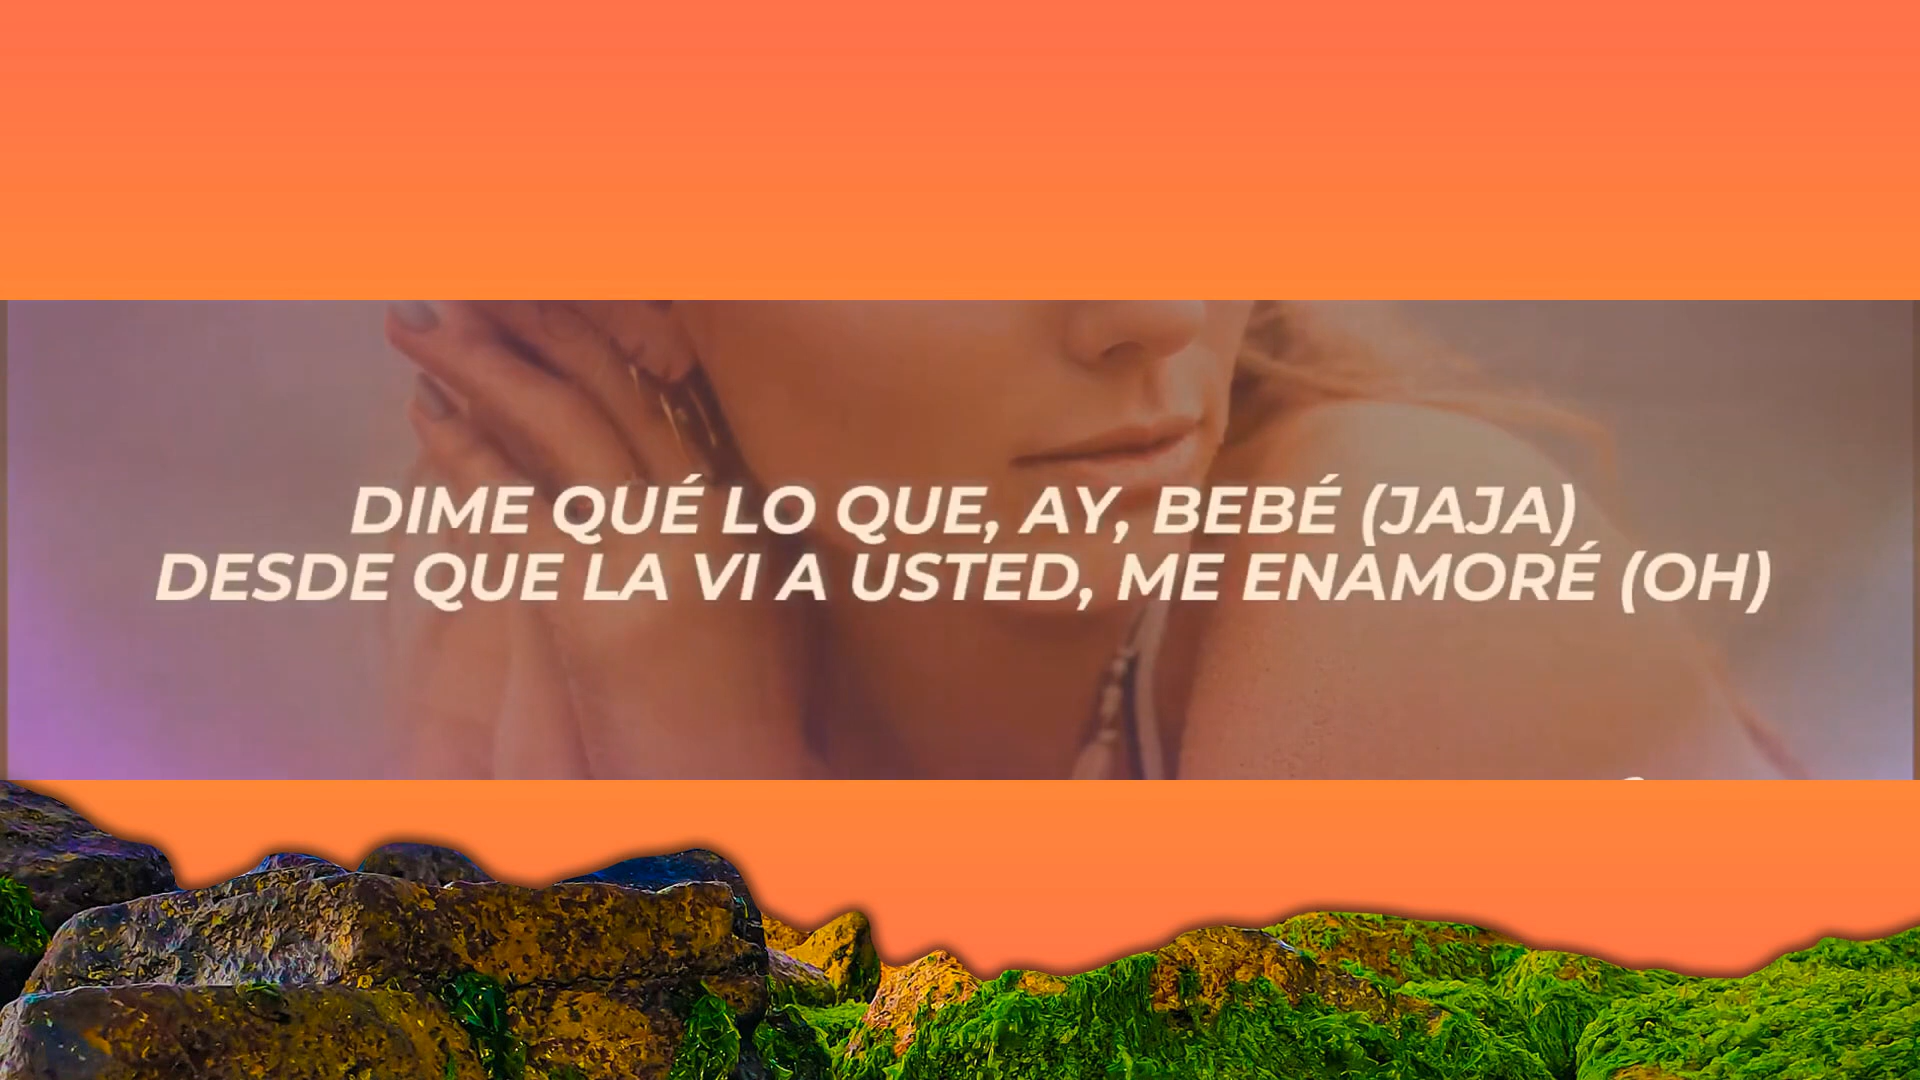 DIME QUÉ LO QUE, AY, BEBÉ (JAJA)
DESDE QUE LA VI A USTED, ME ENAMORÉ (OH)